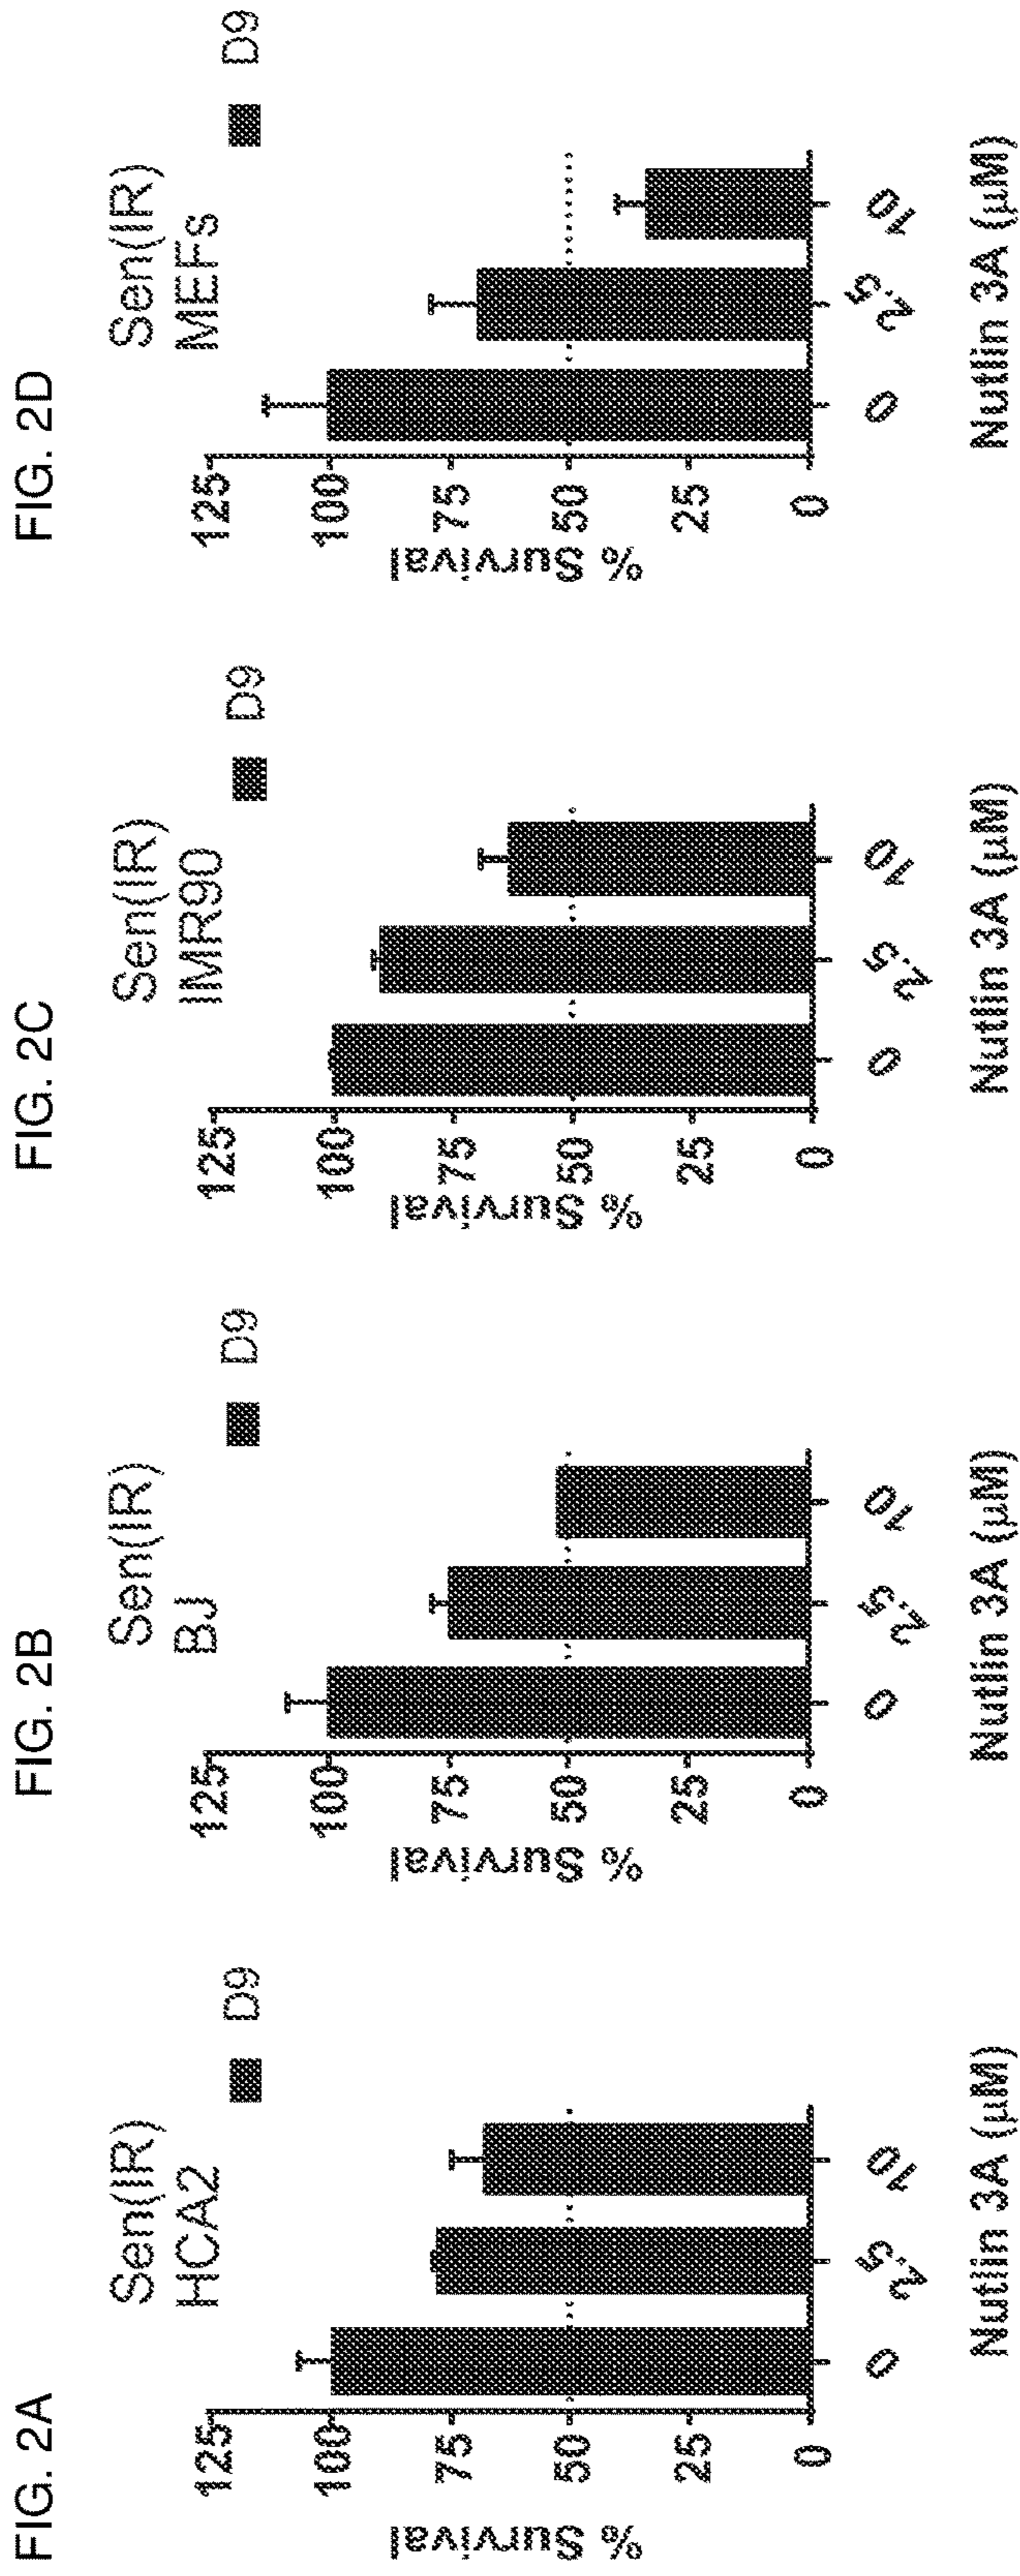 FIG. 2A
Sen(IR)
HCA2
D9
% Survival
125
100
75
50
25
0
0
2.5
10
Nutlin 3A (µM)
FIG. 2B
Sen(IR)
BJ
D9
% Survival
125
100
75
50
25
0
0
2.5
10
Nutlin 3A (µM)
FIG. 2C
Sen(IR)
IMR90
D9
% Survival
125
100
75
50
25
0
0
2.5
10
Nutlin 3A (µM)
FIG. 2D
Sen(IR)
MEFs
D9
% Survival
125
100
75
50
25
0
0
2.5
10
Nutlin 3A (µM)